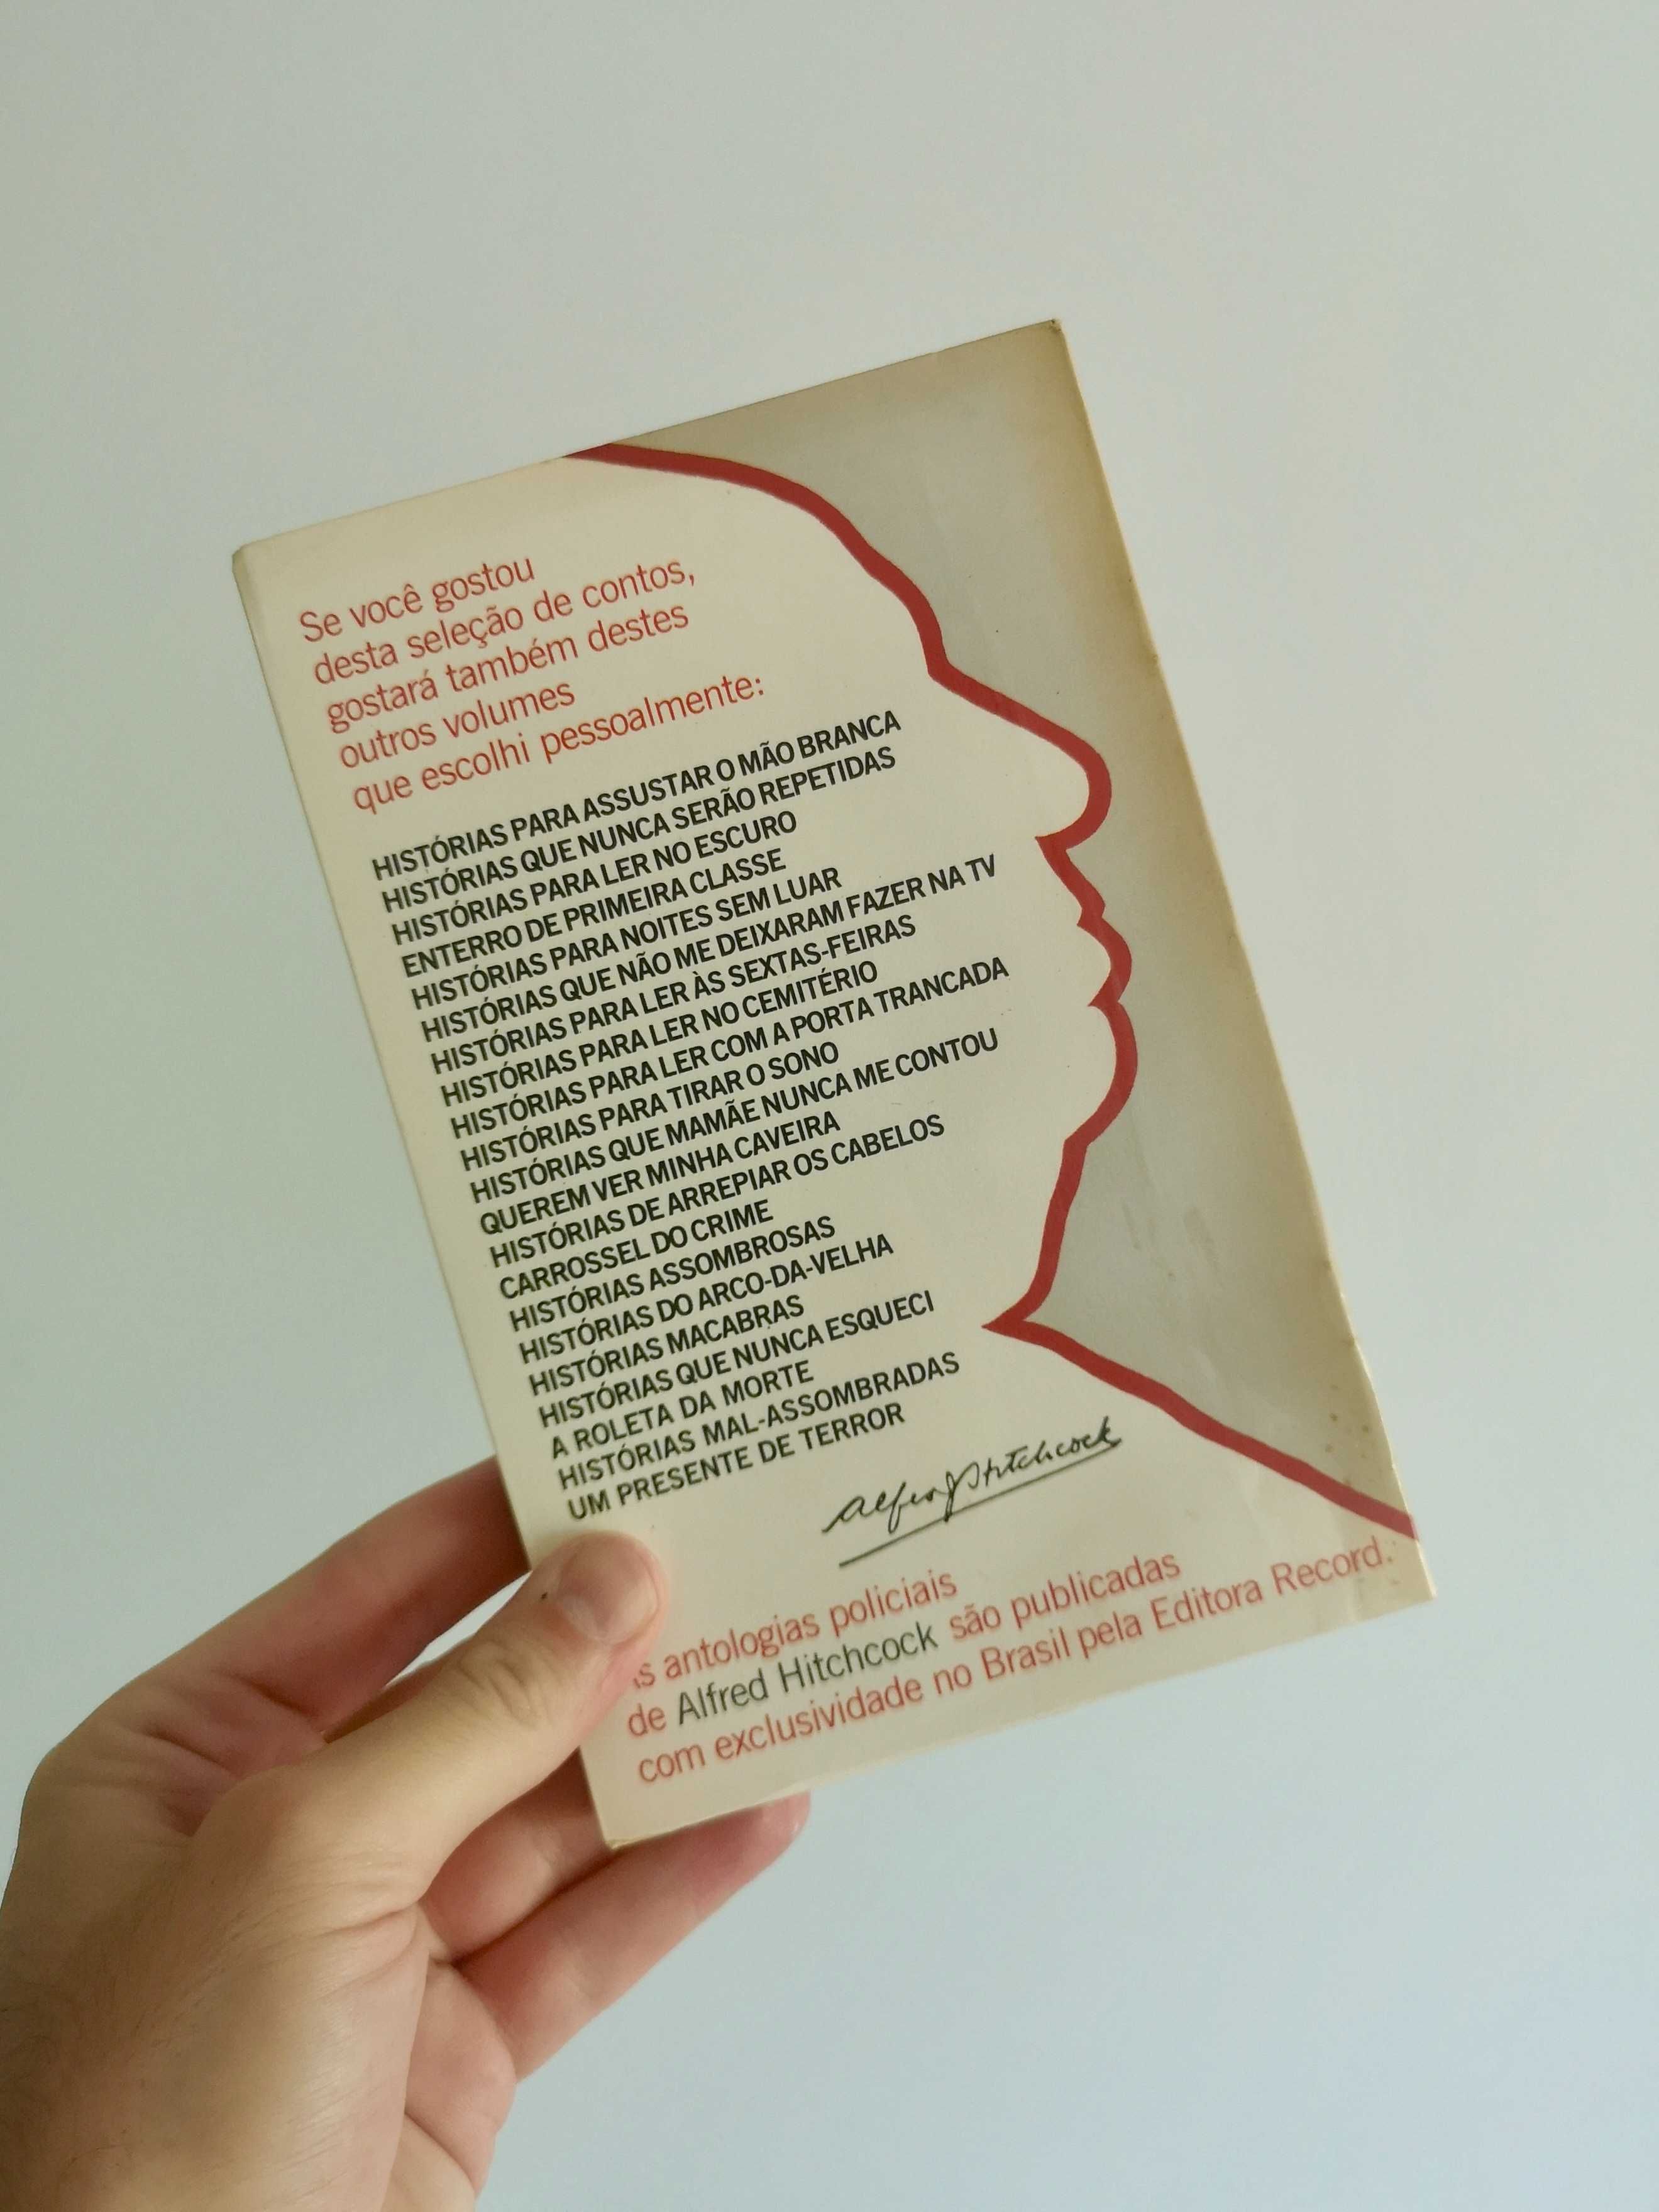 Se você gostou
desta seleção de contos,
gostará também destes
outros volumes
que escolhi pessoalmente:
HISTÓRIAS PARA ASSUSTAR O MÃO BRANCA
HISTÓRIAS QUE NUNCA SERÃO REPETIDAS
HISTÓRIAS PARA LER NO ESCURO
ENTERRO DE PRIMEIRA CLASSE
HISTÓRIAS PARA NOITES SEM LUAR
HISTÓRIAS QUE NÃO ME DEIXARAM FAZER NA TV
HISTÓRIAS PARA LER ÀS SEXTAS-FEIRAS
HISTÓRIAS PARA LER NO CEMITÉRIO
HISTÓRIAS PARA LER COM A PORTA TRANCADA
HISTÓRIAS PARA TIRAR O SONO
HISTÓRIAS QUE MAMÃE NUNCA ME CONTOU
QUEREM VER MINHA CAVEIRA
HISTÓRIAS DE ARREPIAR OS CABELOS
CARROSSEL DO CRIME
HISTÓRIAS ASSOMBROSAS
HISTÓRIAS DO ARCO-DA-VELHA
HISTÓRIAS MACABRAS
HISTÓRIAS QUE NUNCA ESQUECI
A ROLETA DA MORTE
HISTÓRIAS MAL-ASSOMBRADAS
UM PRESENTE DE TERROR
Alfred J Hitchcock
antologias policiais
de Alfred Hitchcock são publicadas
com exclusividade no Brasil pela Editora Record.